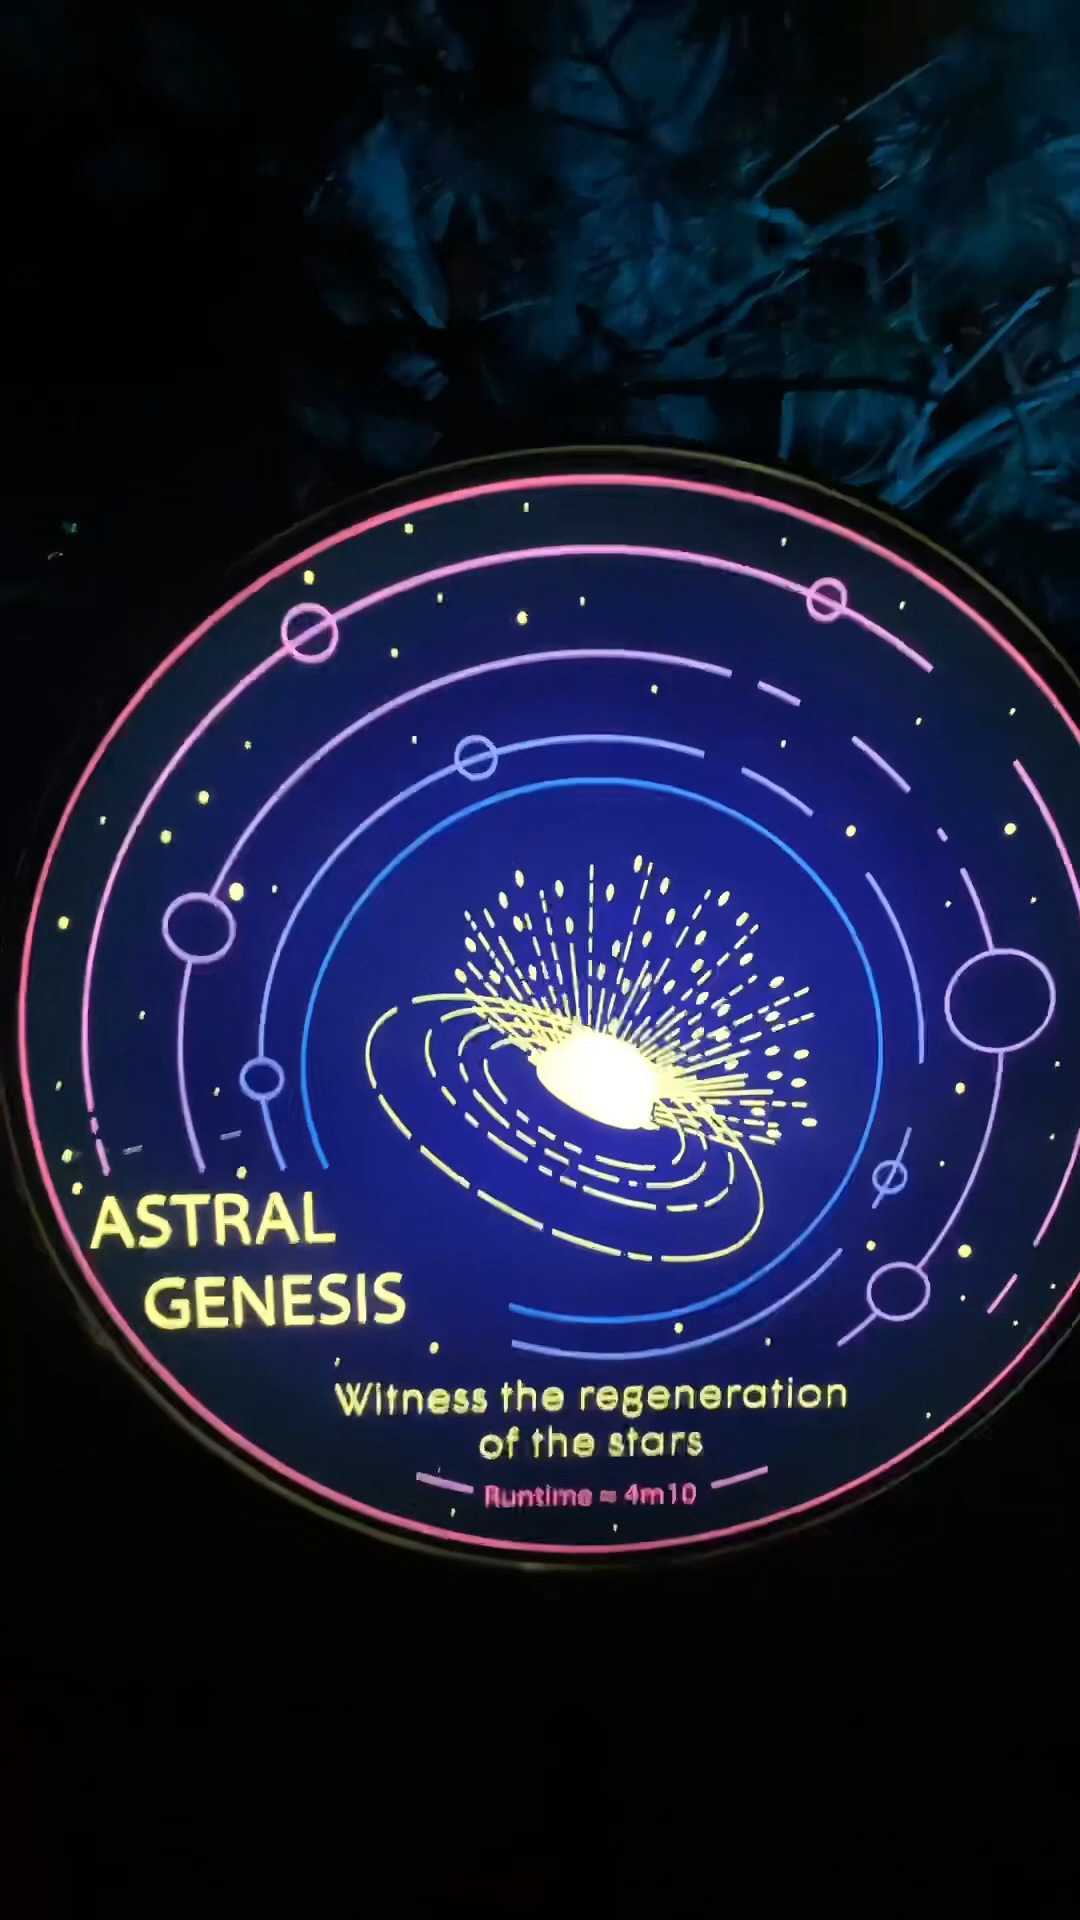 ASTRAL
GENESIS
Witness the regeneration
of the stars
Runtime ≈ 4m10